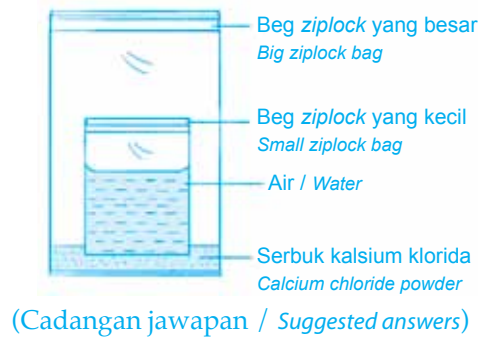 Beg ziplock yang besar
Big ziplock bag
Beg ziplock yang kecil
Small ziplock bag
Air / Water
Serbuk kalsium klorida
Calcium chloride powder
(Cadangan jawapan / Suggested answers)